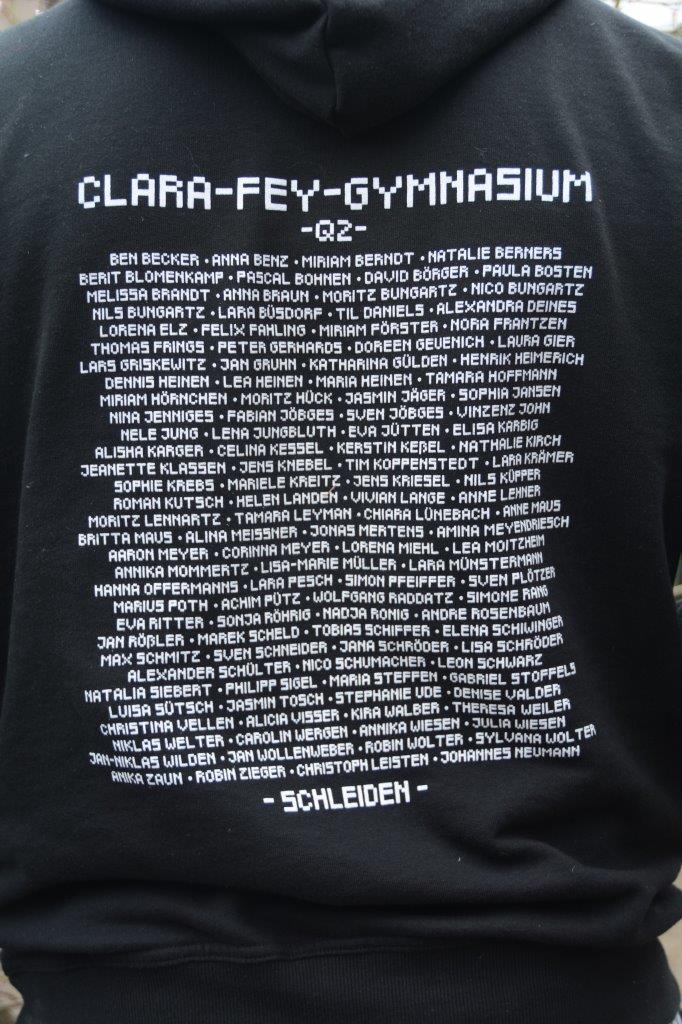 CLARA-FEY-GYMNASIUM
-Q2-
BEN BECKER • ANNA BENZ • MIRIAM BERNDT • NATALIE BERNERS
BERIT BLOMENKAMP • PASCAL BOHNEN • DAVID BÖRGER • PAULA BOSTEN
MELISSA BRANDT • ANNA BRAUN • MORITZ BUNGARTZ • NICO BUNGARTZ
NILS BUNGARTZ • LARA BÜSDORF • TIL DANIELS • ALEXANDRA DEINES
LORENA ELZ • FELIX FAHLING • MIRIAM FÖRSTER • NORA FRANTZEN
THOMAS FRINGS • PETER GERHARDS • DOREEN GEUENICH • LAURA GIER
LARS GRISKEWITZ • JAN GRUHN • KATHARINA GÜLDEN • HENRIK HEIMERICH
DENNIS HEINEN • LEA HEINEN • MARIA HEINEN • TAMARA HOFFMANN
MIRIAM HÖRNCHEN • MORITZ HÜCK • JASMIN JÄGER • SOPHIA JANSEN
NINA JENNIGES • FABIAN JÖBGES • SVEN JÖBGES • VINZENZ JOHN
NELE JUNG • LENA JUNGBLUTH • EVA JÜTTEN • ELISA KARBIG
ALISHA KARGER • CELINA KESSEL • KERSTIN KEßEL • NATHALIE KIRCH
JEANETTE KLASSEN • JENS KNEBEL • TIM KOPPENSTEDT • LARA KRÄMER
SOPHIE KREBS • MARIELE KREITZ • JENS KRIESEL • NILS KÜPPER
ROMAN KUTSCH • HELEN LANDEN • VIVIAN LANGE • ANNE LEHNER
MORITZ LENNARTZ • TAMARA LEYMAN • CHIARA LÜNEBACH • ANNE MAUS
BRITTA MAUS • ALINA MEISSNER • JONAS MERTENS • AMINA MEYENDRIESCH
AARON MEYER • CORINNA MEYER • LORENA MIEHL • LEA MOITZHEIM
ANNIKA MOMMERTZ • LISA-MARIE MÜLLER • LARA MÜNSTERMANN
HANNA OFFERMANNS • LARA PESCH • SIMON PFEIFFER • SVEN PLÖTZER
MARIUS POTH • ACHIM PÜTZ • WOLFGANG RADDATZ • SIMONE RANG
EVA RITTER • SONJA RÖHRIG • NADJA RONIG • ANDRE ROSENBAUM
JAN RÖßLER • MAREK SCHELD • TOBIAS SCHIFFER • ELENA SCHIWINGER
MAX SCHMITZ • SVEN SCHNEIDER • JANA SCHRÖDER • LISA SCHRÖDER
ALEXANDER SCHÜLTER • NICO SCHUMACHER • LEON SCHWARZ
NATALIA SIEBERT • PHILIPP SIGEL • MARIA STEFFEN • GABRIEL STOFFELS
LUISA SÜTSCH • JASMIN TOSCH • STEPHANIE UDE • DENISE VALDER
CHRISTINA VELLEN • ALICIA VISSER • KIRA WALBER • THERESA WEILER
NIKLAS WELTER • CAROLIN WERGEN • ANNIKA WIESEN • JULIA WIESEN
JAN-NIKLAS WILDEN • JAN WOLLENWEBER • ROBIN WOLTER • SYLVANA WOLTER
ANIKA ZAUN • ROBIN ZIEGER • CHRISTOPH LEISTEN • JOHANNES NEUMANN
- SCHLEIDEN -